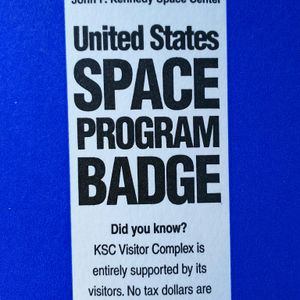 John F. Kennedy Space Center
United States
SPACE
PROGRAM
BADGE
Did you know?
KSC Visitor Complex is
entirely supported by its
visitors. No tax dollars are